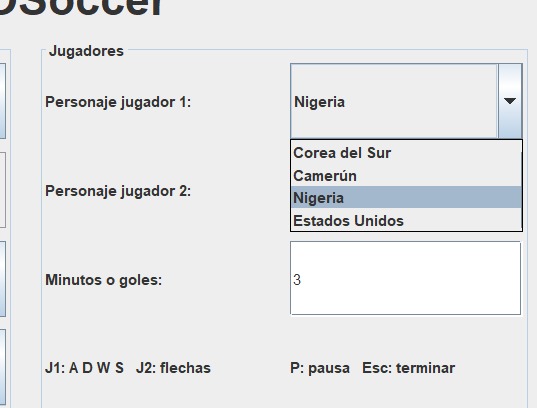 DSoccer
Jugadores
Personaje jugador 1:
Nigeria
Corea del Sur
Camerún
Personaje jugador 2:
Nigeria
Estados Unidos
Minutos o goles:
3
J1: A D W S J2: flechas
P: pausa Esc: terminar